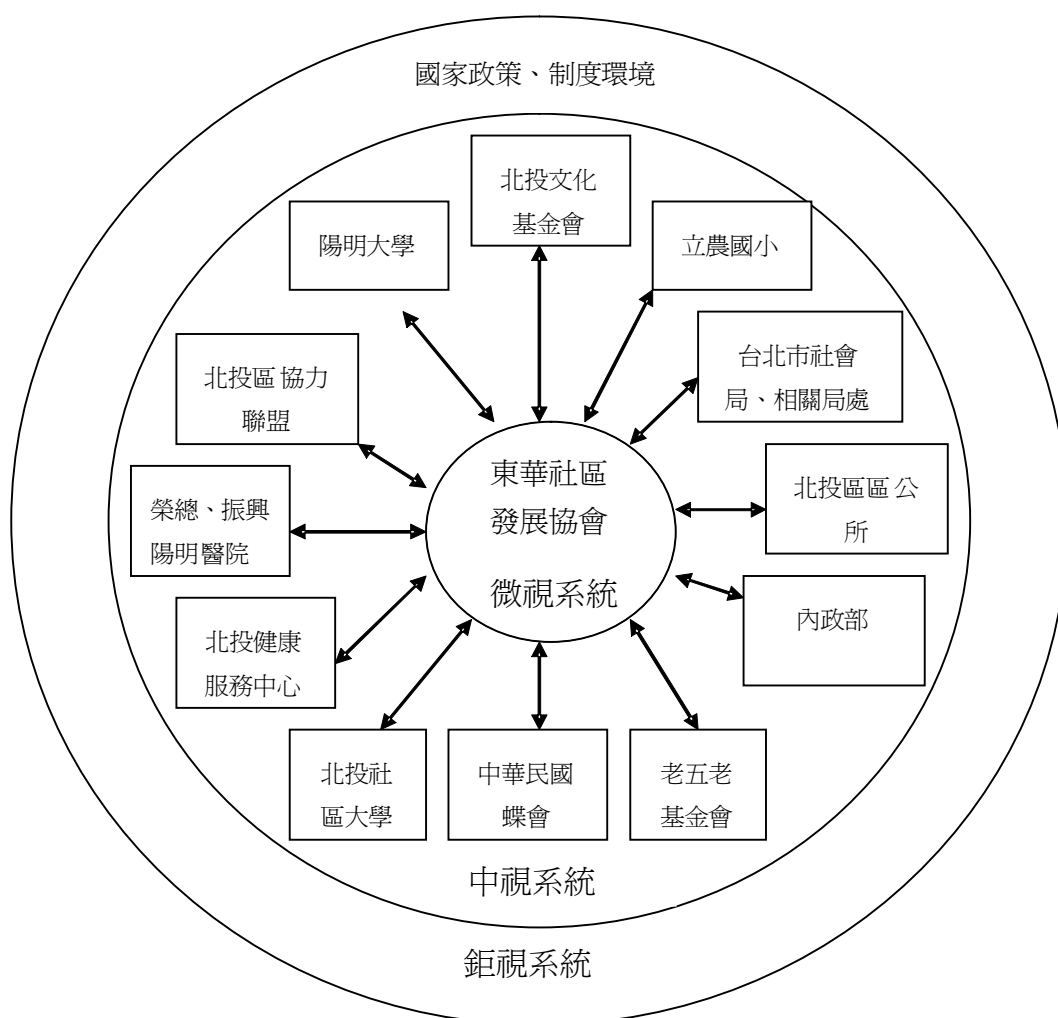 國家政策、制度環境
北投文化
基金會
陽明大學
立農國小
台北市社會
局、相關局處
北投區協力
聯盟
東華社區
發展協會
微視系統
北投區區公
所
榮總、振興
陽明醫院
內政部
北投健康
服務中心
北投社
區大學
中華民國
蝶會
老五老
基金會
中視系統
鉅視系統